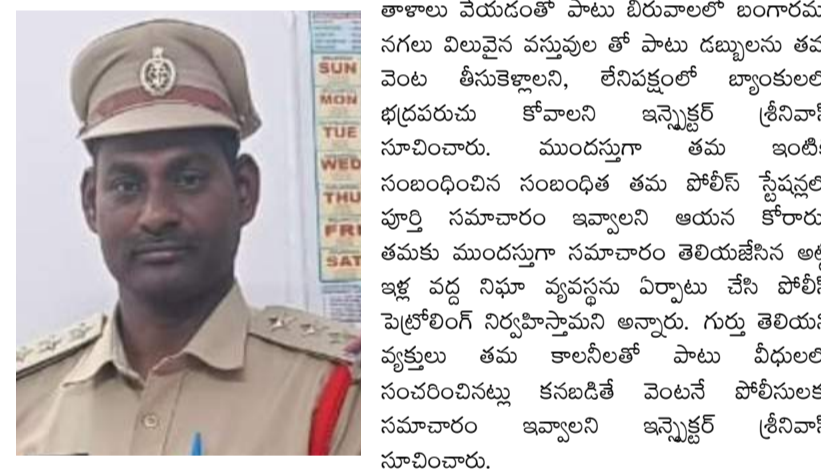 SUN
MON
TUE
WED
THU
FRI
SAT
తాళాలు వేయడంతో పాటు బీరువాలలో బంగారమ
నగలు విలువైన వస్తువుల తో పాటు డబ్బులను తమ
వెంట తీసుకెళ్లాలని, లేనిపక్షంలో బ్యాంకులలో
భద్రపరుచు కోవాలని ఇన్స్పెక్టర్ శ్రీనివాస్
సూచించారు. ముందస్తుగా తమ ఇంటికి
సంబంధించిన సంబంధిత తమ పోలీస్ స్టేషన్లలో
పూర్తి సమాచారం ఇవ్వాలని ఆయన కోరారు
తమకు ముందస్తుగా సమాచారం తెలియజేసిన
ఇళ్ల వద్ద నిఘా వ్యవస్థను ఏర్పాటు చేసి పోలీస్
పెట్రోలింగ్ నిర్వహిస్తామని అన్నారు. గుర్తు తెలియని
వ్యక్తులు తమ కాలనీలతో పాటు వీధులలో
సంచరించినట్లు కనబడితే వెంటనే పోలీసులకు
సమాచారం ఇవ్వాలని ఇన్స్పెక్టర్ శ్రీనివాస్
సూచించారు.